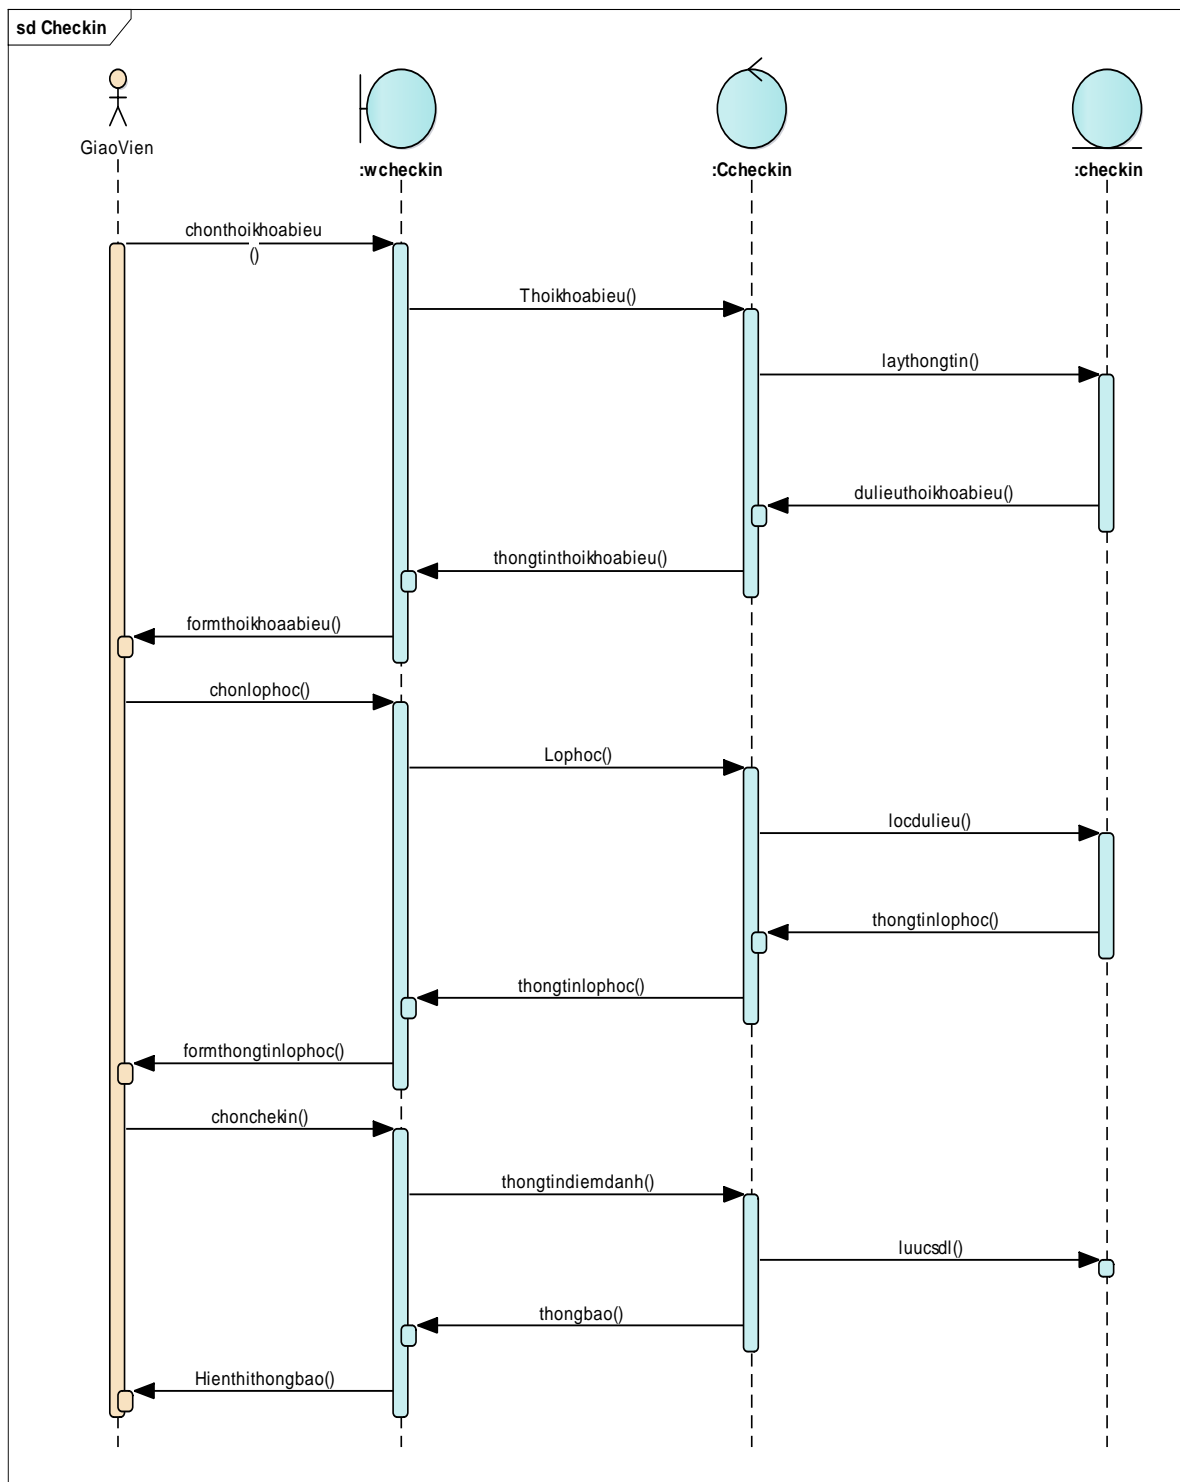 sd Checkin
GiaoVien
:wcheckin
:Ccheckin
:checkin
chonthoikhoabieu
()
Thoikhoabieu()
laythongtin()
dulieuthoikhoabieu()
thongtinthoikhoabieu()
formthoikhoaabieu()
chonlophoc()
Lophoc()
locdulieu()
thongtinlophoc()
thongtinlophoc()
formthongtinlophoc()
chonchekin()
thongtindiemdanh()
luucsdl()
thongbao()
Hienthithongbao()